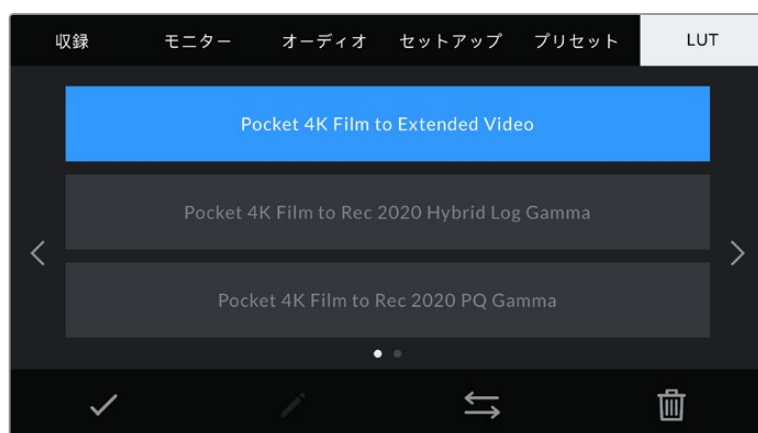 収録 モニター オーディオ セットアップ プリセット LUT
Pocket 4K Film to Extended Video
Pocket 4K Film to Rec 2020 Hybrid Log Gamma
Pocket 4K Film to Rec 2020 PQ Gamma